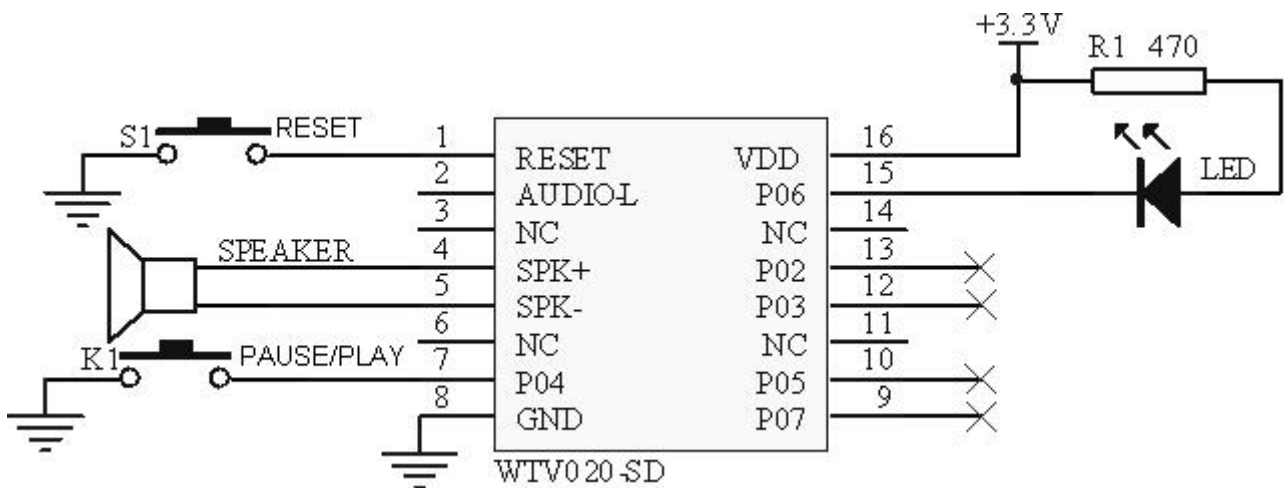 +3.3V
R1 470
S1 RESET
1 RESET VDD 16
2 AUDIO-L P06 15
LED
3 NC NC 14
SPEAKER
4 SPK+ P02 13
5 SPK- P03 12
6 NC NC 11
K1 PAUSE/PLAY
7 P04 P05 10
8 GND P07 9
WTV020-SD